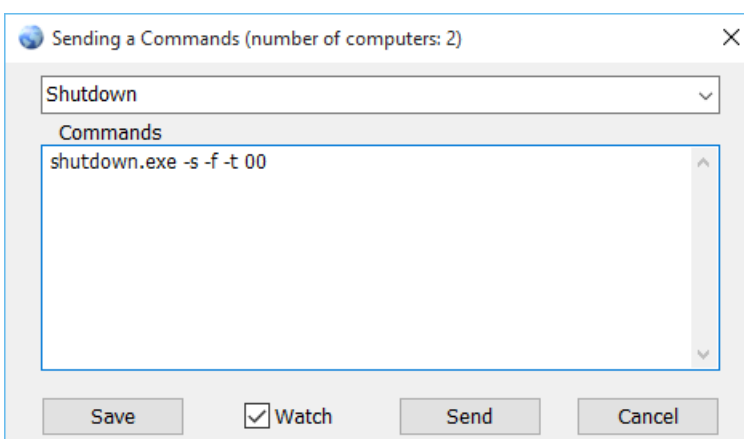 Sending a Commands (number of computers: 2)
Shutdown
Commands
shutdown.exe -s -f -t 00
Save Watch Send Cancel